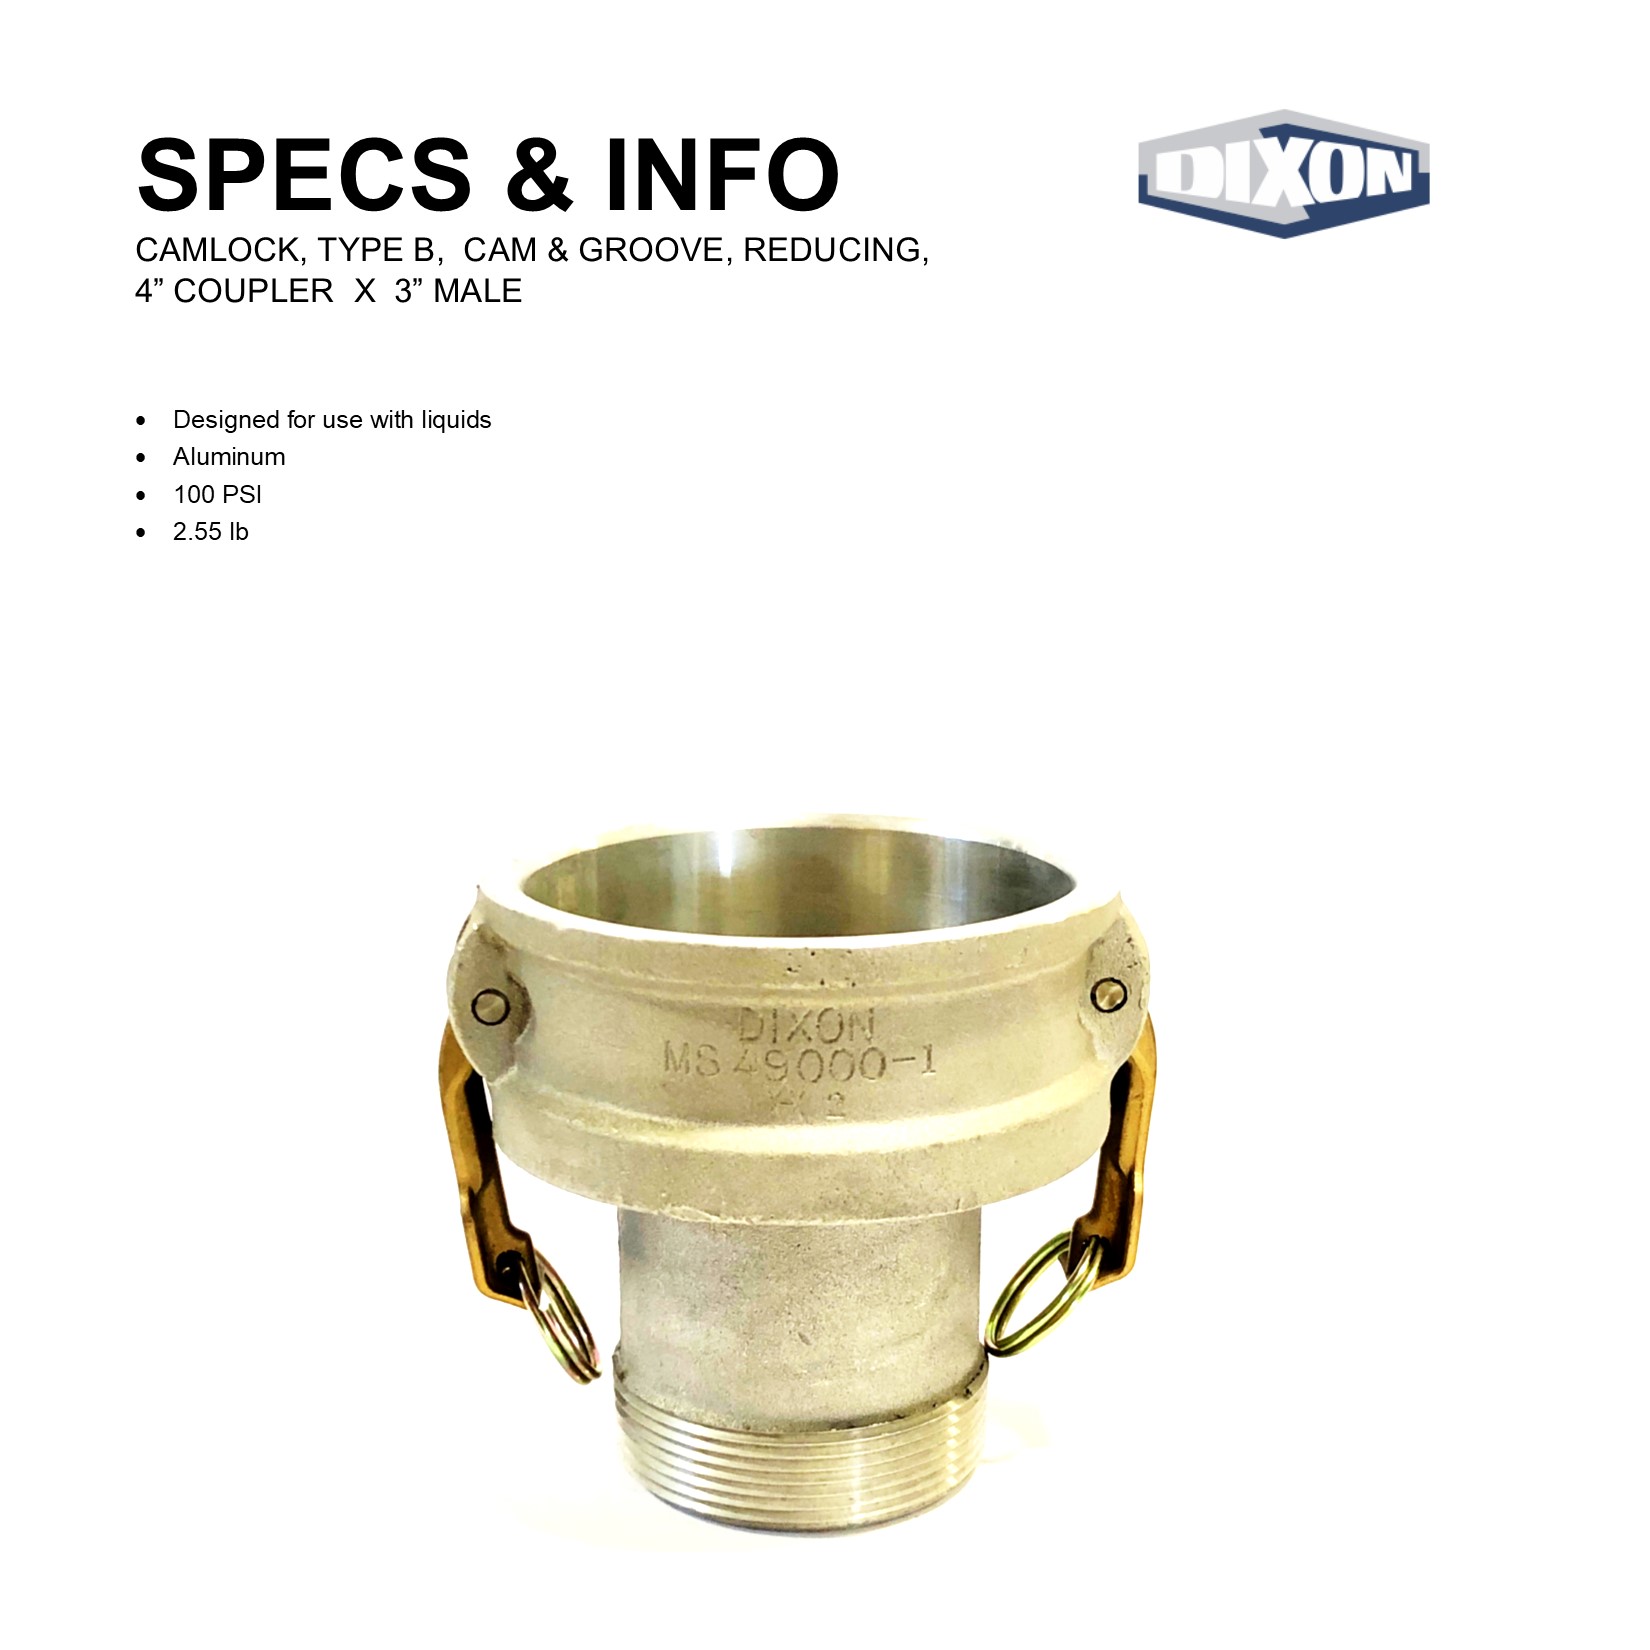 SPECS & INFO
DIXON
CAMLOCK, TYPE B,  CAM & GROOVE, REDUCING,
4” COUPLER  X  3” MALE
• Designed for use with liquids
• Aluminum
• 100 PSI
• 2.55 lb
DIXON
MS49000-1